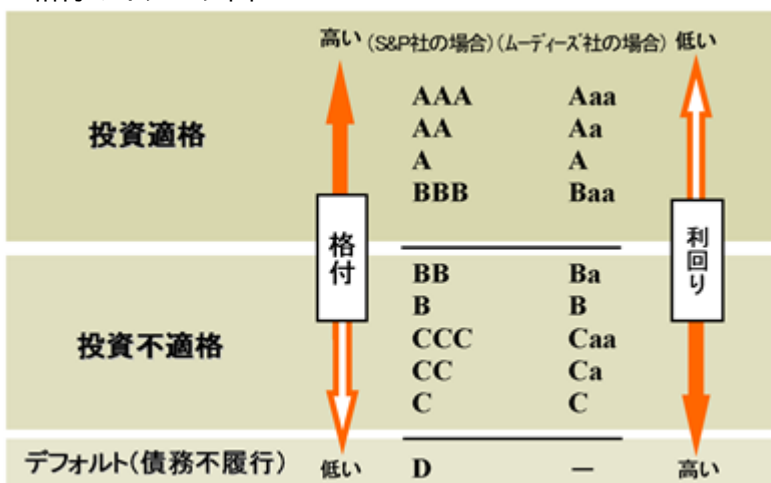 高い (S&P社の場合) (ムーディーズ社の場合) 低い
投資適格
AAA Aaa
AA Aa
A A
BBB Baa
格付
利回り
投資不適格
BB Ba
B B
CCC Caa
CC Ca
C C
デフォルト(債務不履行) 低い D － 高い